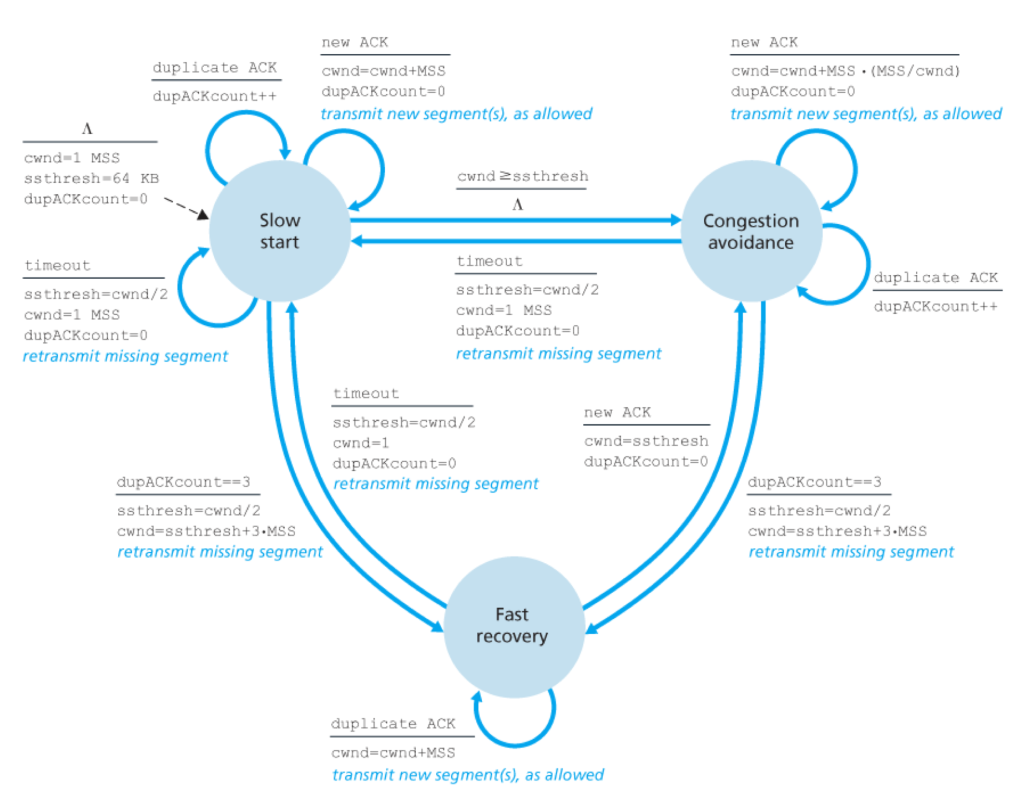 new ACK
cwnd=cwnd+MSS
dupACKcount=0
transmit new segment(s), as allowed
duplicate ACK
dupACKcount++
Λ
cwnd=1 MSS
ssthresh=64 KB
dupACKcount=0
Slow
start
timeout
ssthresh=cwnd/2
cwnd=1 MSS
dupACKcount=0
retransmit missing segment
cwnd≥ssthresh
Λ
timeout
ssthresh=cwnd/2
cwnd=1 MSS
dupACKcount=0
retransmit missing segment
new ACK
cwnd=cwnd+MSS •(MSS/cwnd)
dupACKcount=0
transmit new segment(s), as allowed
Congestion
avoidance
duplicate ACK
dupACKcount++
timeout
ssthresh=cwnd/2
cwnd=1
dupACKcount=0
retransmit missing segment
new ACK
cwnd=ssthresh
dupACKcount=0
dupACKcount==3
ssthresh=cwnd/2
cwnd=ssthresh+3•MSS
retransmit missing segment
dupACKcount==3
ssthresh=cwnd/2
cwnd=ssthresh+3•MSS
retransmit missing segment
Fast
recovery
duplicate ACK
cwnd=cwnd+MSS
transmit new segment(s), as allowed